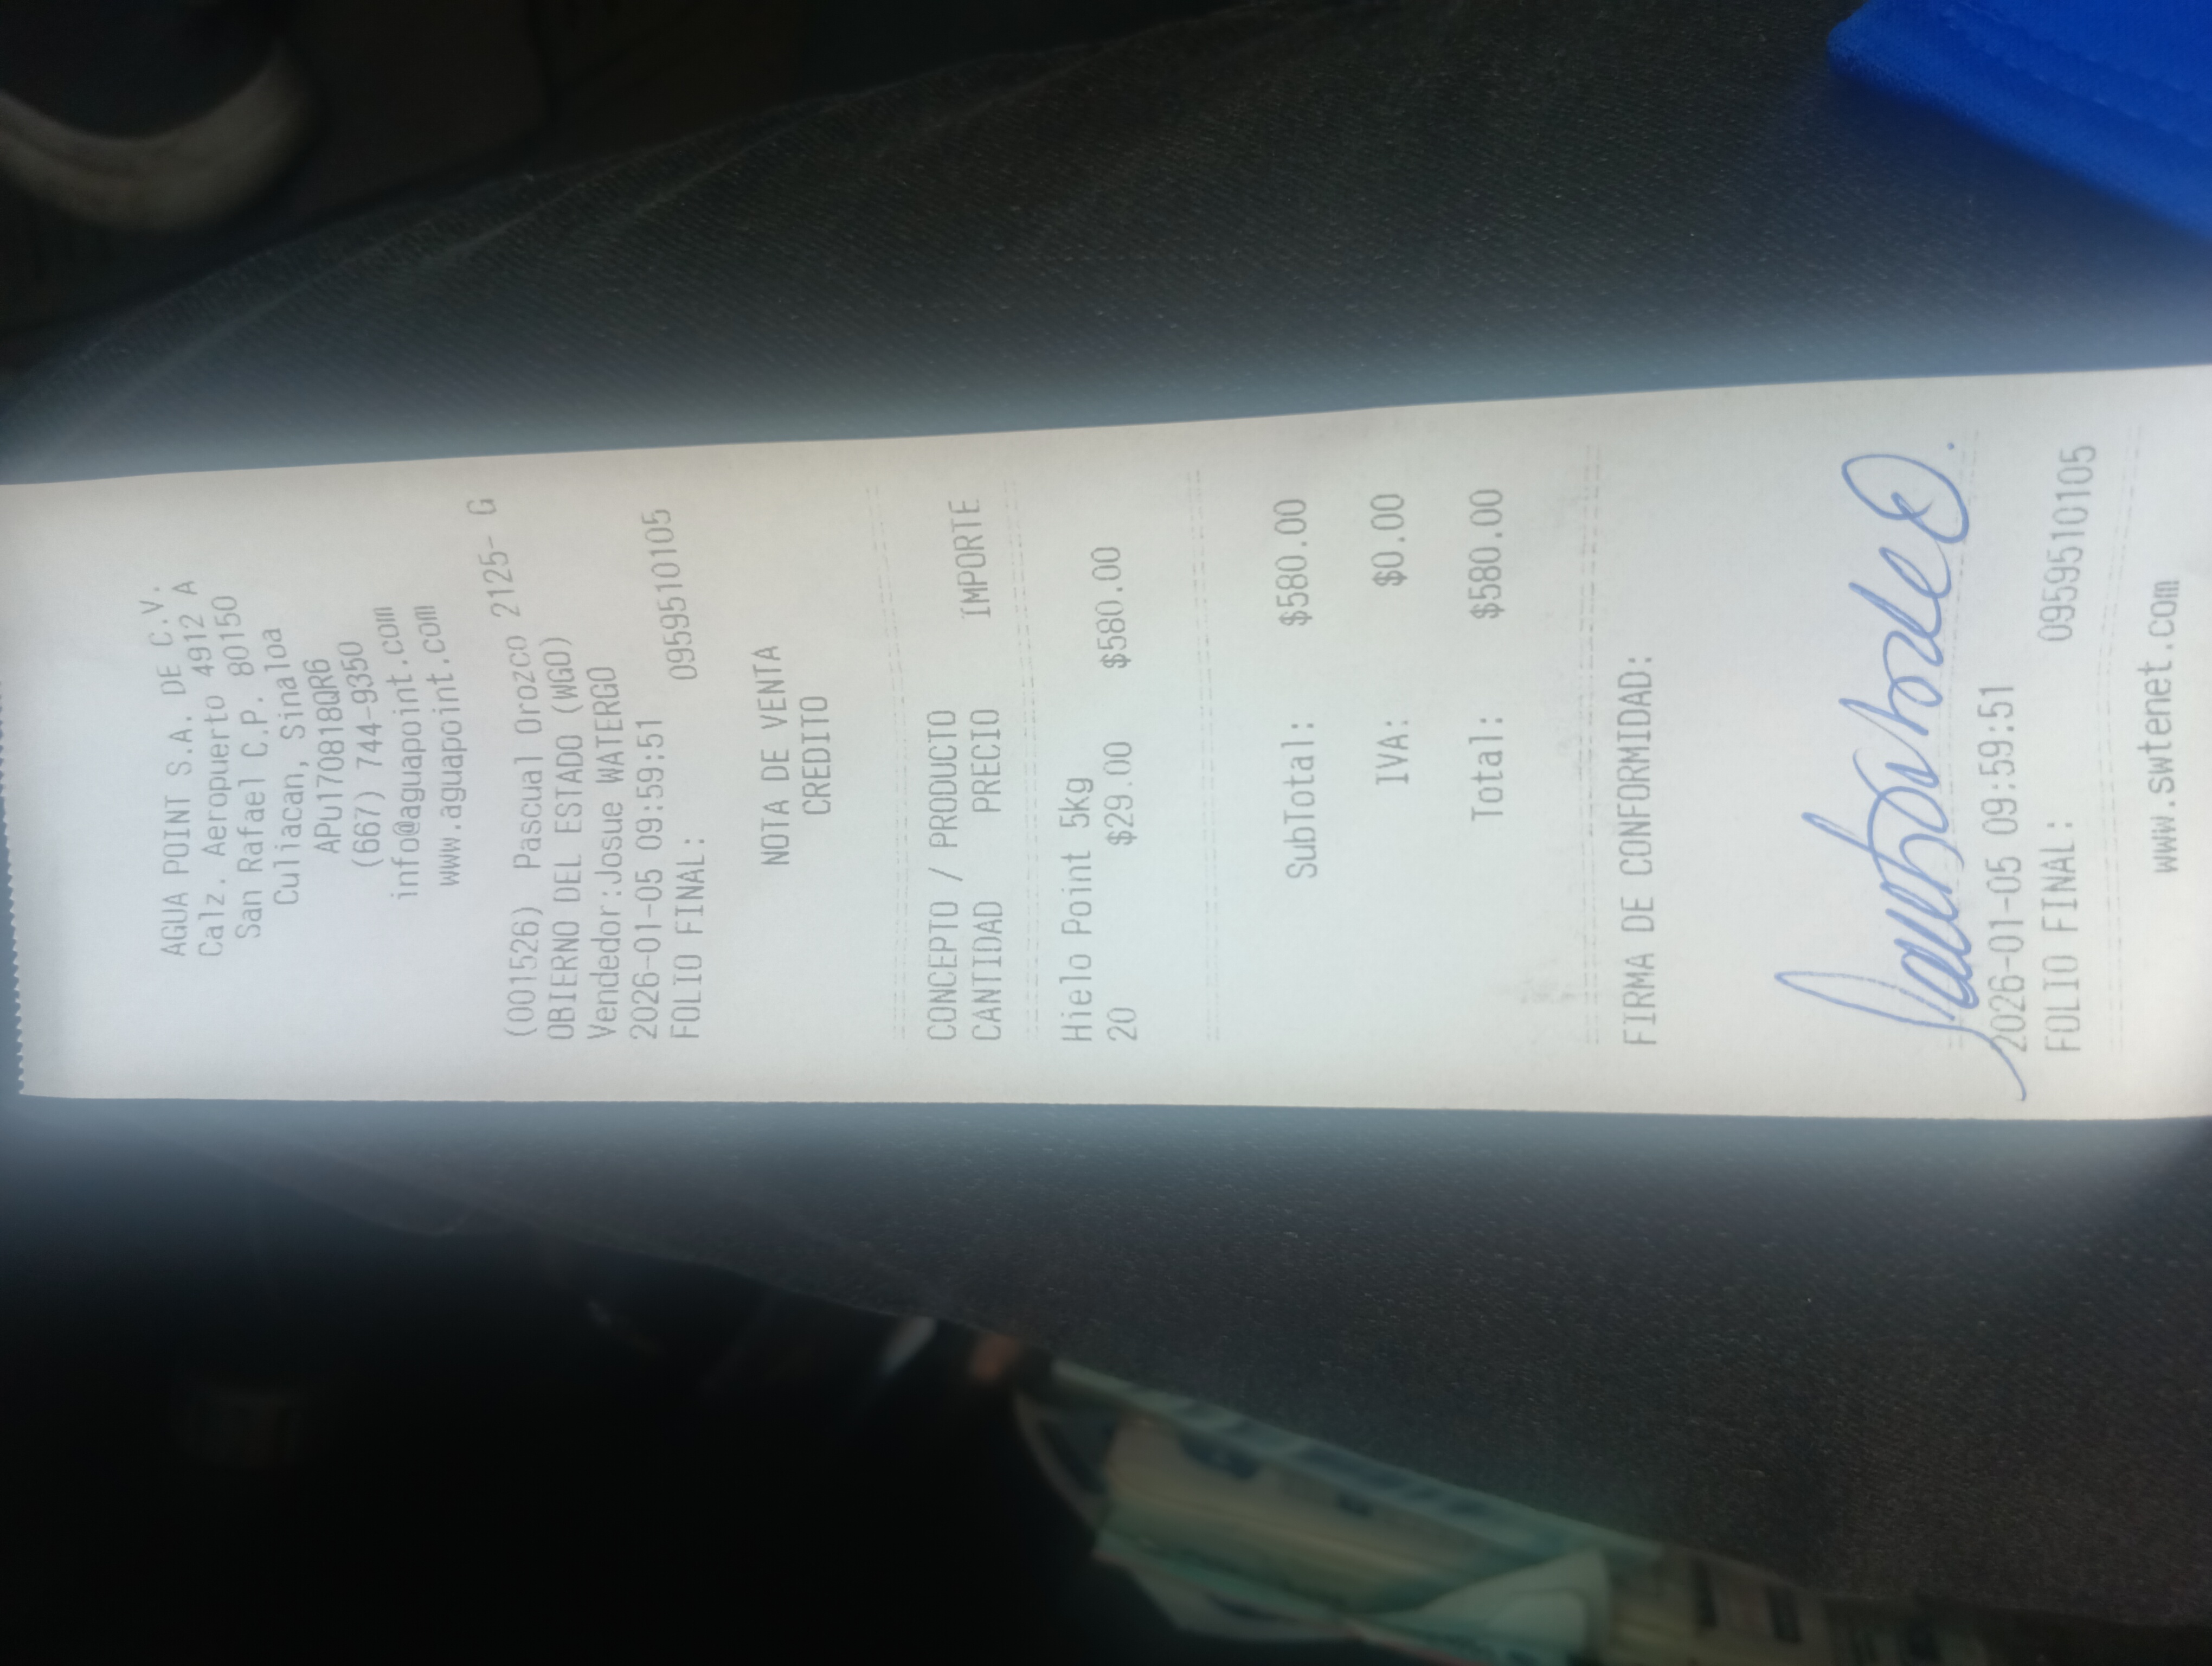 AGUA POINT S.A. DE C.V.
Calz. Aeropuerto 4912 A
San Rafael C.P. 80150
Culiacan, Sinaloa
APU170818QR6
(667) 744-9350
info@aguapoint.com
www.aguapoint.com
(001526) Pascual Orozco 2125- G
OBIERNO DEL ESTADO (WGO)
Vendedor:Josue WATERGO
2026-01-05 09:59:51
FOLIO FINAL: 0959510105
NOTA DE VENTA
CREDITO
CONCEPTO / PRODUCTO
CANTIDAD PRECIO IMPORTE
Hielo Point 5kg
20 $29.00 $580.00
SubTotal: $580.00
IVA: $0.00
Total: $580.00
FIRMA DE CONFORMIDAD:
2026-01-05 09:59:51
FOLIO FINAL: 0959510105
www.swtenet.com